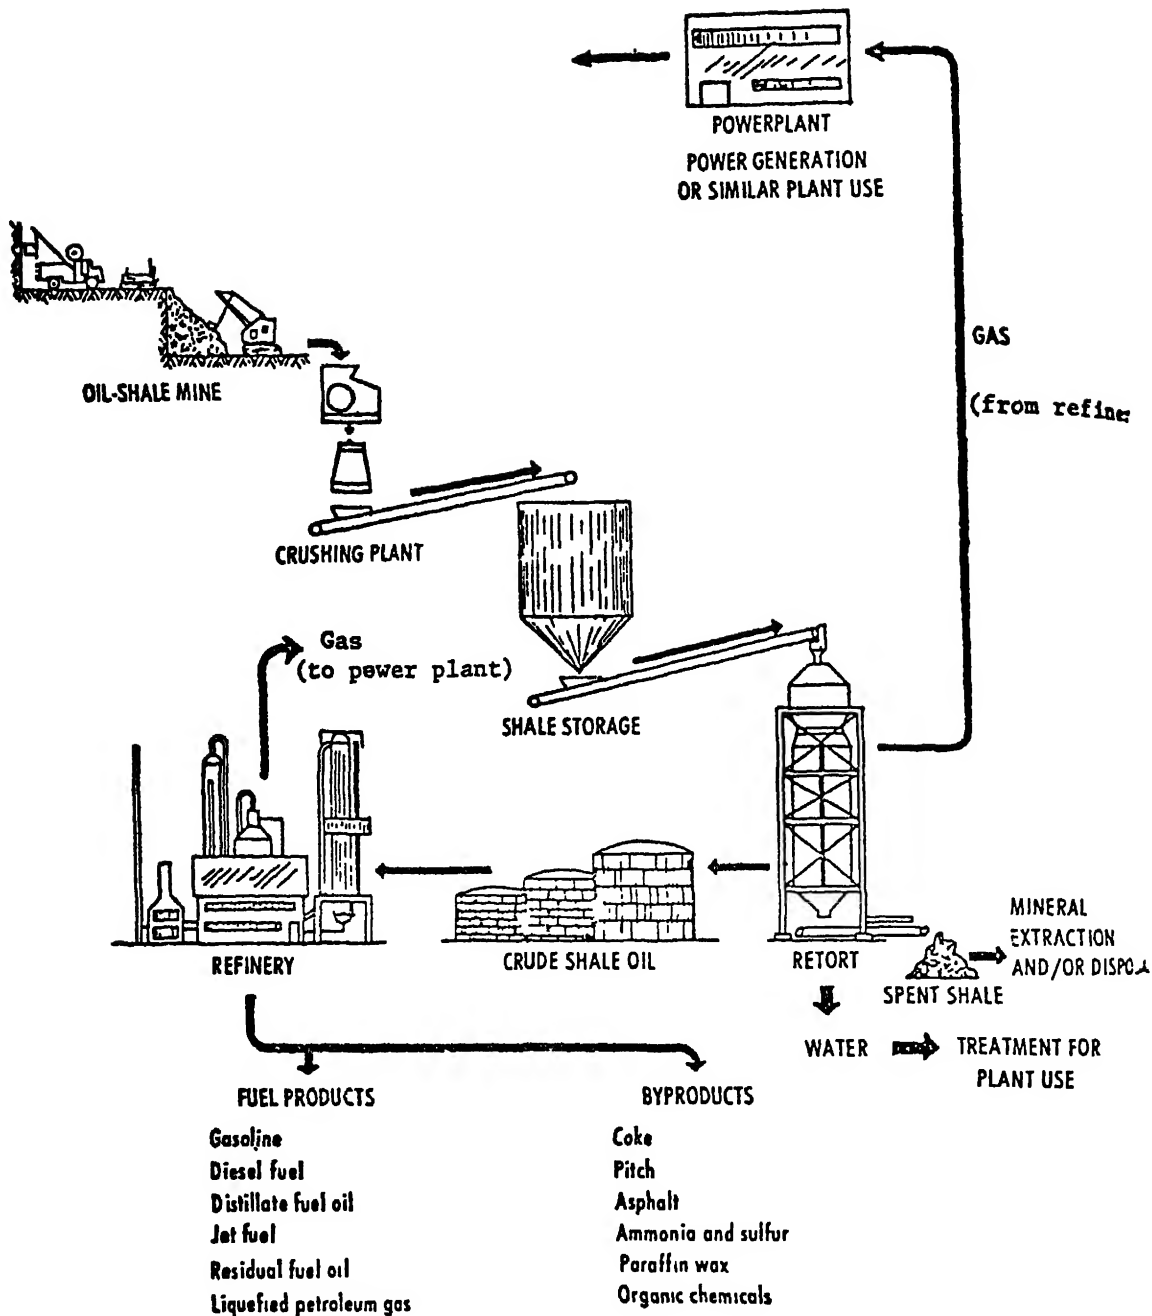 POWERPLANT
POWER GENERATION
OR SIMILAR PLANT USE
OIL-SHALE MINE
GAS
(from refine
CRUSHING PLANT
Gas
(to power plant)
SHALE STORAGE
REFINERY
CRUDE SHALE OIL
RETORT
MINERAL
EXTRACTION
AND/OR DISPO
SPENT SHALE
WATER
TREATMENT FOR
PLANT USE
FUEL PRODUCTS
Gasoline
Diesel fuel
Distillate fuel oil
Jet fuel
Residual fuel oil
Liquefied petroleum gas
BYPRODUCTS
Coke
Pitch
Asphalt
Ammonia and sulfur
Paraffin wax
Organic chemicals